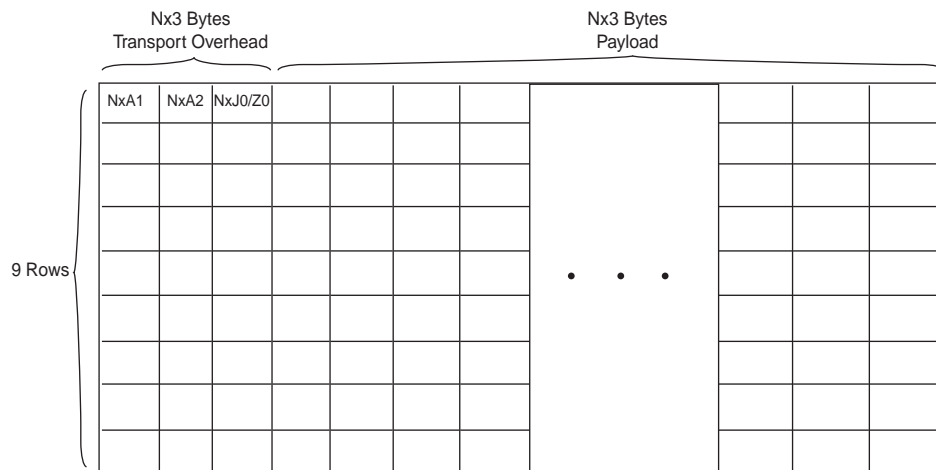 Nx3 Bytes
Transport Overhead
Nx3 Bytes
Payload
NxA1 NxA2 NxJ0/Z0
9 Rows